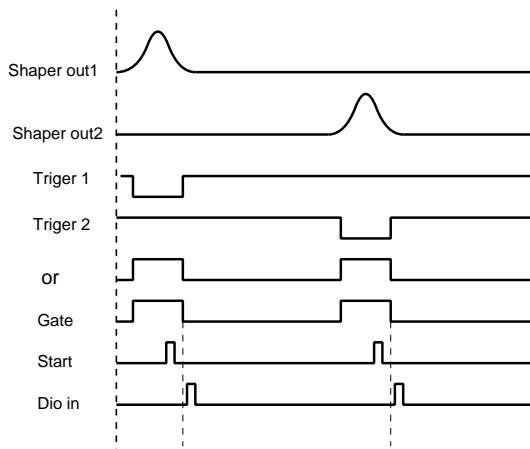 Shaper out1
Shaper out2
Triger 1
Triger 2
or
Gate
Start
Dio in